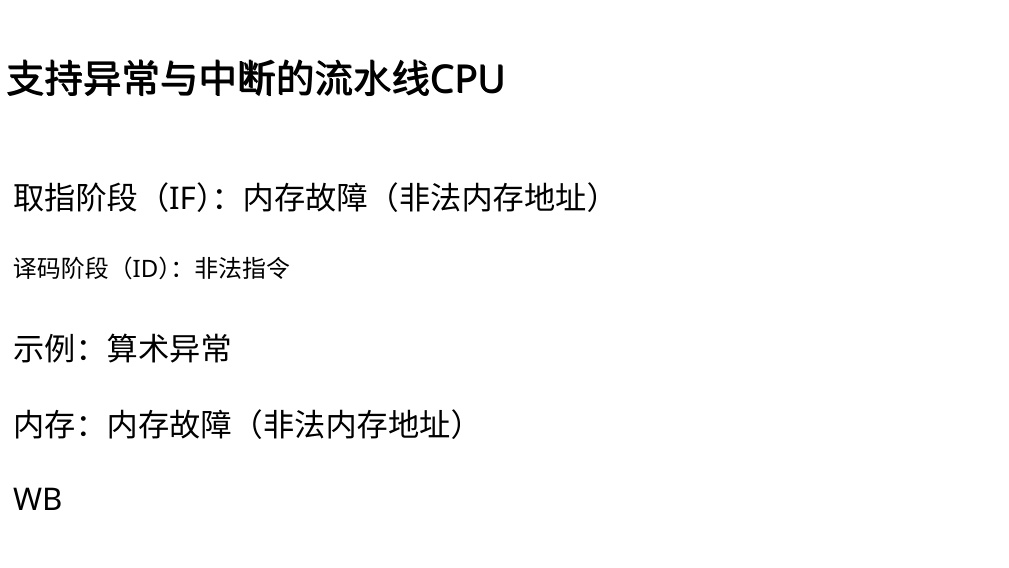 支持异常与中断的流水线CPU
取指阶段（IF）：内存故障（非法内存地址）
译码阶段（ID）：非法指令
示例：算术异常
内存：内存故障（非法内存地址）
WB